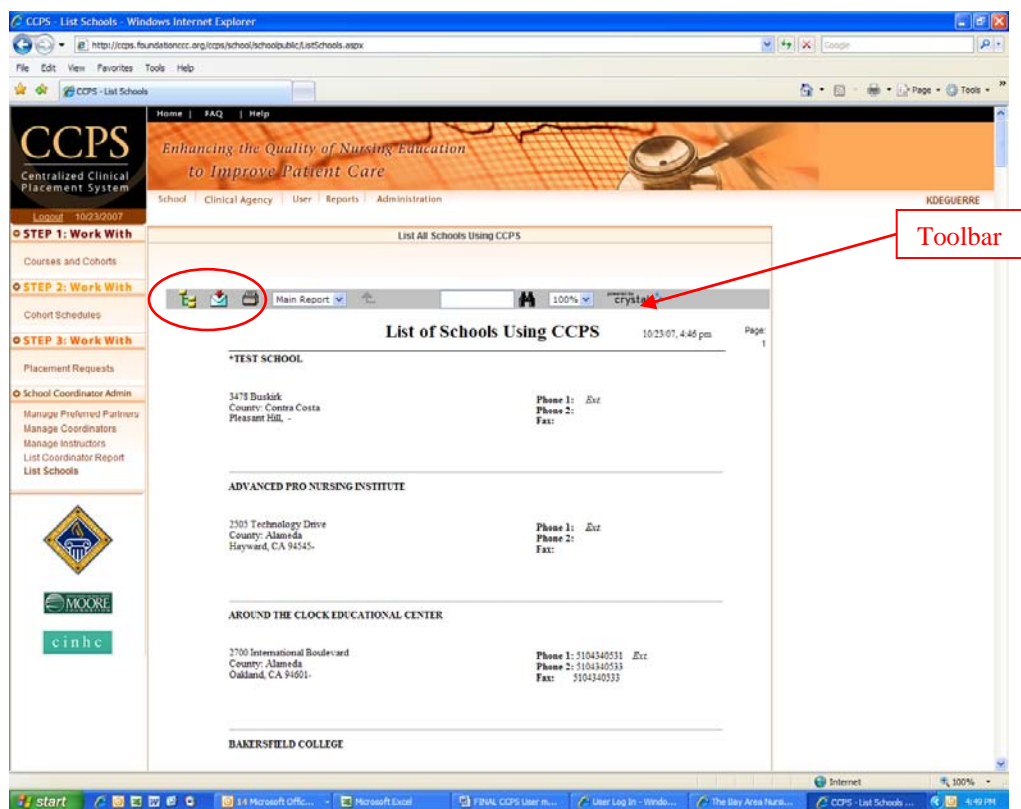 CCPS - List Schools - Windows Internet Explorer
http://ccps.foundationccc.org/ccps/school/schoolpublic/ListSchools.aspx
Google
File Edit View Favorites Tools Help
CCPS - List Schools
Page Tools
Home | FAQ | Help
CCPS
Centralized Clinical
Placement System
Enhancing the Quality of Nursing Education
to Improve Patient Care
Logout 10/23/2007
School Clinical Agency User Reports Administration
KDEGUERRE
STEP 1: Work With
Courses and Cohorts
STEP 2: Work With
Cohort Schedules
STEP 3: Work With
Placement Requests
School Coordinator Admin
Manage Preferred Partners
Manage Coordinators
Manage Instructors
List Coordinator Report
List Schools
MOORE
FOUNDATION
cinhc
List All Schools Using CCPS
Toolbar
Main Report
100%
powered by
crystal
List of Schools Using CCPS
10/23/07, 4:46 pm
Page:
1
*TEST SCHOOL
3478 Buskirk
County: Contra Costa
Pleasant Hill, -
Phone 1: Ext.
Phone 2:
Fax:
ADVANCED PRO NURSING INSTITUTE
2505 Technology Drive
County: Alameda
Hayward, CA 94545-
Phone 1: Ext.
Phone 2:
Fax:
AROUND THE CLOCK EDUCATIONAL CENTER
2700 International Boulevard
County: Alameda
Oakland, CA 94601-
Phone 1: 5104340531 Ext.
Phone 2: 5104340533
Fax: 5104340533
BAKERSFIELD COLLEGE
Internet
100%
start
14 Microsoft Offic...
Microsoft Excel
FINAL CCPS User m...
User Log In - Windo...
The Bay Area Nurs...
CCPS - List Schools ...
4:49 PM